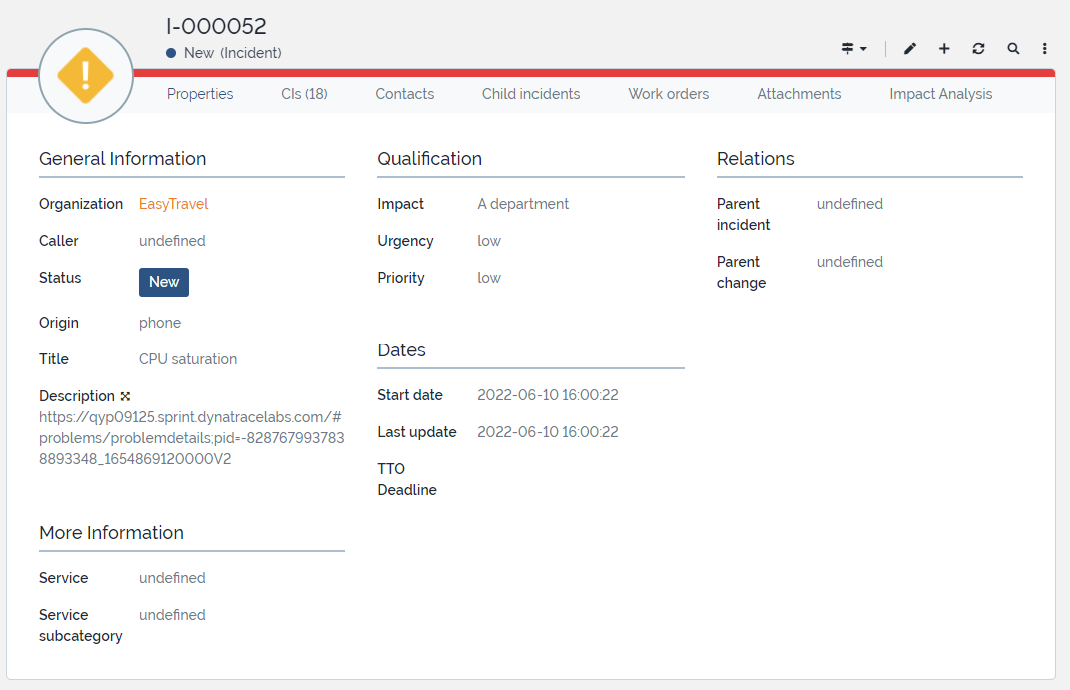 I-000052
New (Incident)
Properties
CIs (18)
Contacts
Child incidents
Work orders
Attachments
Impact Analysis
General Information
Organization EasyTravel
Caller undefined
Status New
Origin phone
Title CPU saturation
Description
https://qyp09125.sprint.dynatracelabs.com/#
problems/problemdetails;pid=-828767993783
8893348_1654869120000V2
More Information
Service undefined
Service undefined
subcategory
Qualification
Impact A department
Urgency low
Priority low
Dates
Start date 2022-06-10 16:00:22
Last update 2022-06-10 16:00:22
TTO
Deadline
Relations
Parent undefined
incident
Parent undefined
change